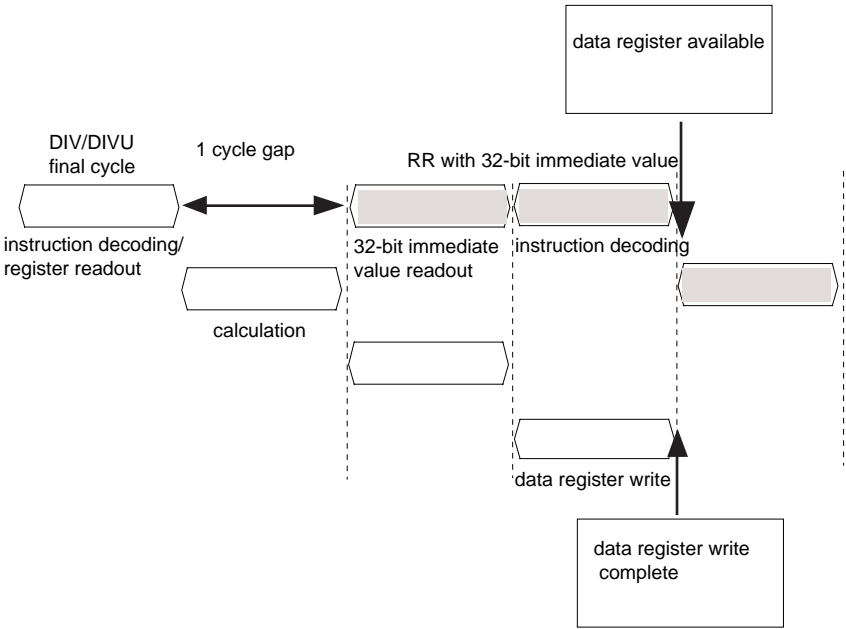 data register available
DIV/DIVU
final cycle
1 cycle gap
RR with 32-bit immediate value
instruction decoding/
register readout
32-bit immediate
value readout
instruction decoding
calculation
data register write
data register write
complete